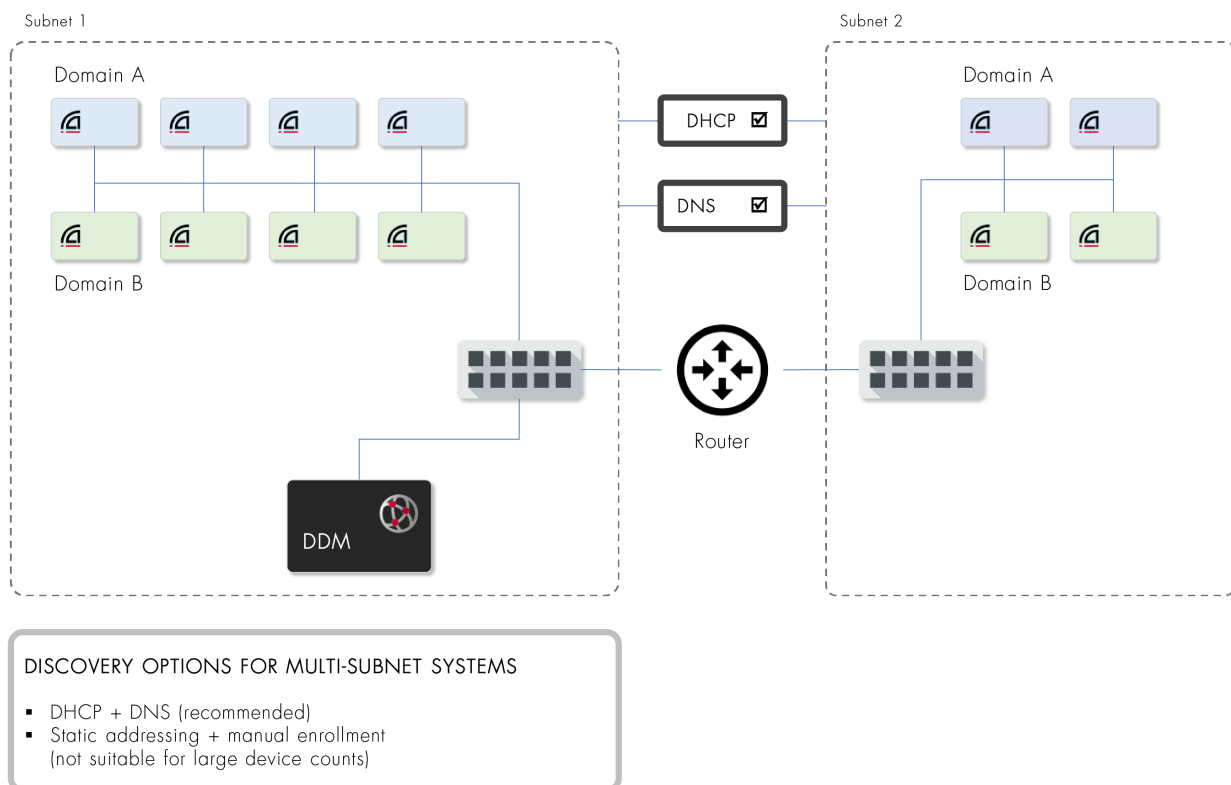 Subnet 1
Subnet 2
Domain A
Domain A
DHCP
DNS
Domain B
Domain B
Router
DDM
DISCOVERY OPTIONS FOR MULTI-SUBNET SYSTEMS
▪ DHCP + DNS (recommended)
▪ Static addressing + manual enrollment
(not suitable for large device counts)